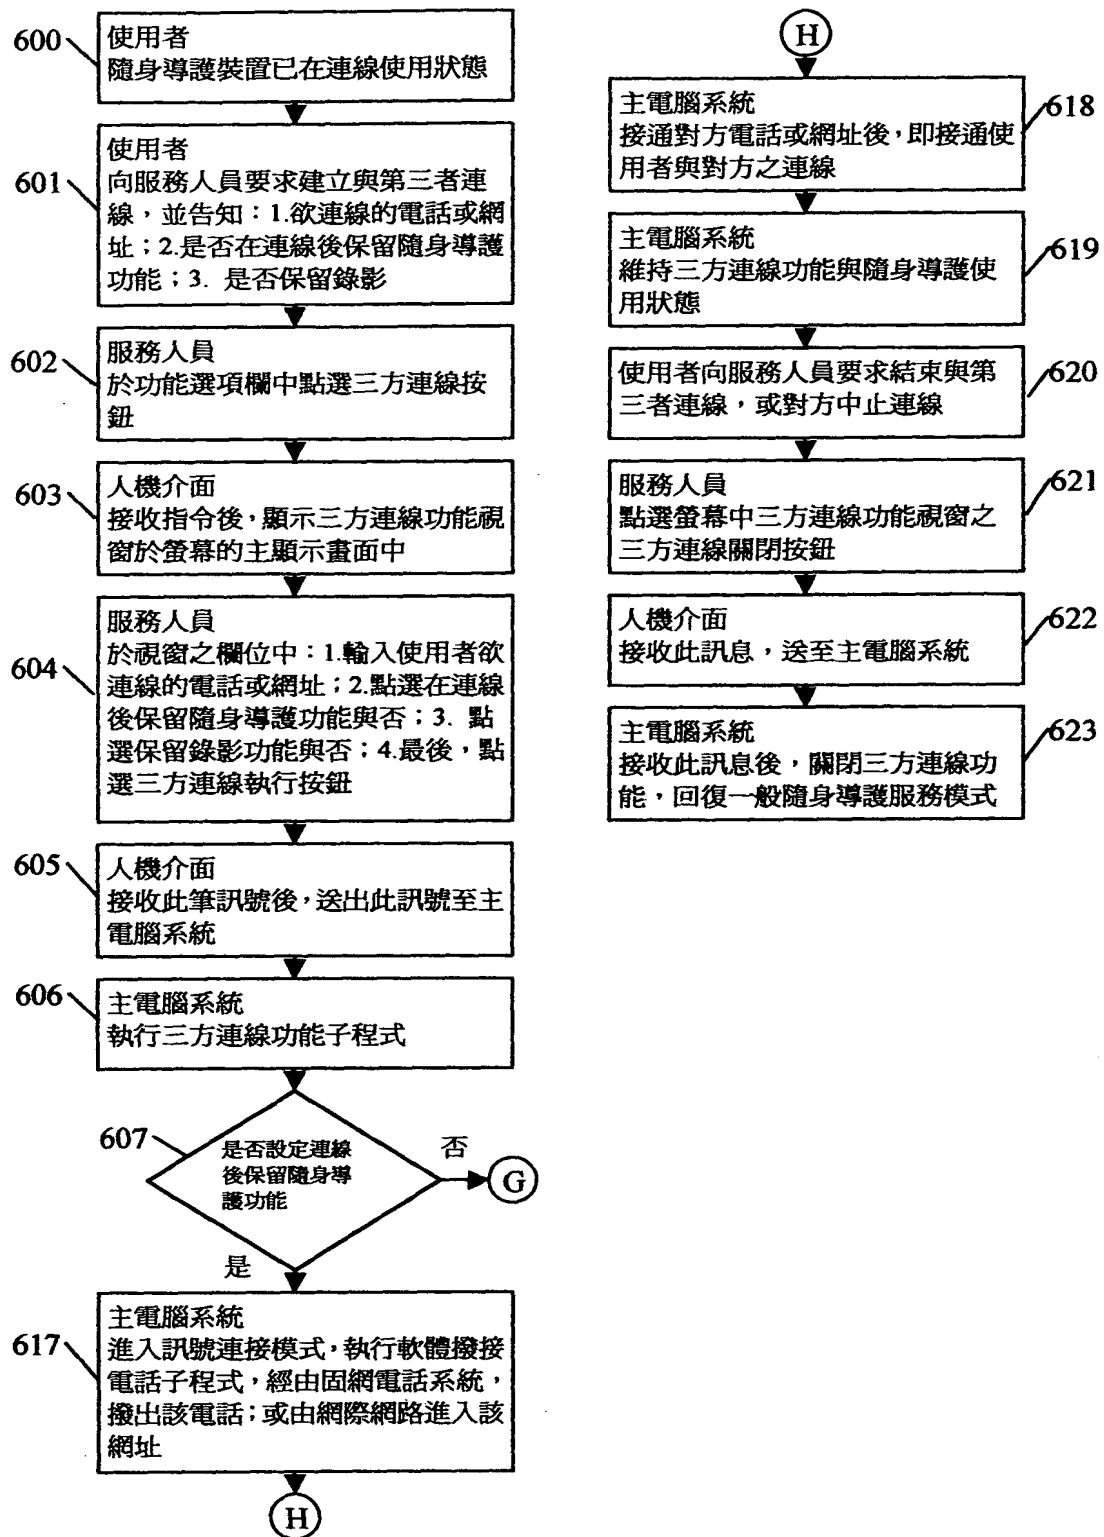 600
使用者
隨身導護裝置已在連線使用狀態
601
使用者
向服務人員要求建立與第三者連
線，並告知：1.欲連線的電話或網
址；2.是否在連線後保留隨身導護
功能；3. 是否保留錄影
602
服務人員
於功能選項欄中點選三方連線按
鈕
603
人機介面
接收指令後，顯示三方連線功能視
窗於螢幕的主顯示畫面中
604
服務人員
於視窗之欄位中：1.輸入使用者欲
連線的電話或網址；2.點選在連線
後保留隨身導護功能與否；3. 點
選保留錄影功能與否；4.最後，點
選三方連線執行按鈕
605
人機介面
接收此筆訊號後，送出此訊號至主
電腦系統
606
主電腦系統
執行三方連線功能子程式
607
是否設定連線
後保留隨身導
護功能
否
G
是
617
主電腦系統
進入訊號連接模式，執行軟體撥接
電話子程式，經由固網電話系統，
撥出該電話；或由網際網路進入該
網址
H
H
618
主電腦系統
接通對方電話或網址後，即接通使
用者與對方之連線
619
主電腦系統
維持三方連線功能與隨身導護使
用狀態
620
使用者向服務人員要求結束與第
三者連線，或對方中止連線
621
服務人員
點選螢幕中三方連線功能視窗之
三方連線關閉按鈕
622
人機介面
接收此訊息，送至主電腦系統
623
主電腦系統
接收此訊息後，關閉三方連線功
能，回復一般隨身導護服務模式